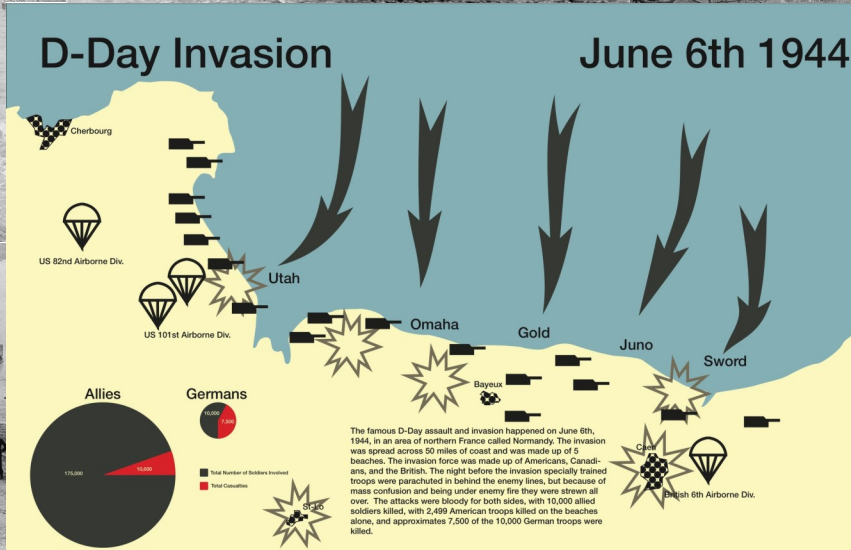 D-Day Invasion
June 6th 1944
Cherbourg
US 82nd Airborne Div.
US 101st Airborne Div.
Utah
Omaha
Gold
Juno
Sword
Bayeux
Caen
British 6th Airborne Div.
St-Lo
Allies
175,000
10,000
Germans
10,000
7,500
Total Number of Soldiers Involved
Total Casualties
The famous D-Day assault and invasion happened on June 6th,
1944, in an area of northern France called Normandy. The invasion
was spread across 50 miles of coast and was made up of 5
beaches. The invasion force was made up of Americans, Canadi-
ans, and the British. The night before the invasion specially trained
troops were parachuted in behind the enemy lines, but because of
mass confusion and being under enemy fire they were strewn all
over.  The attacks were bloody for both sides, with 10,000 allied
soldiers killed, with 2,499 American troops killed on the beaches
alone, and approximates 7,500 of the 10,000 German troops were
killed.